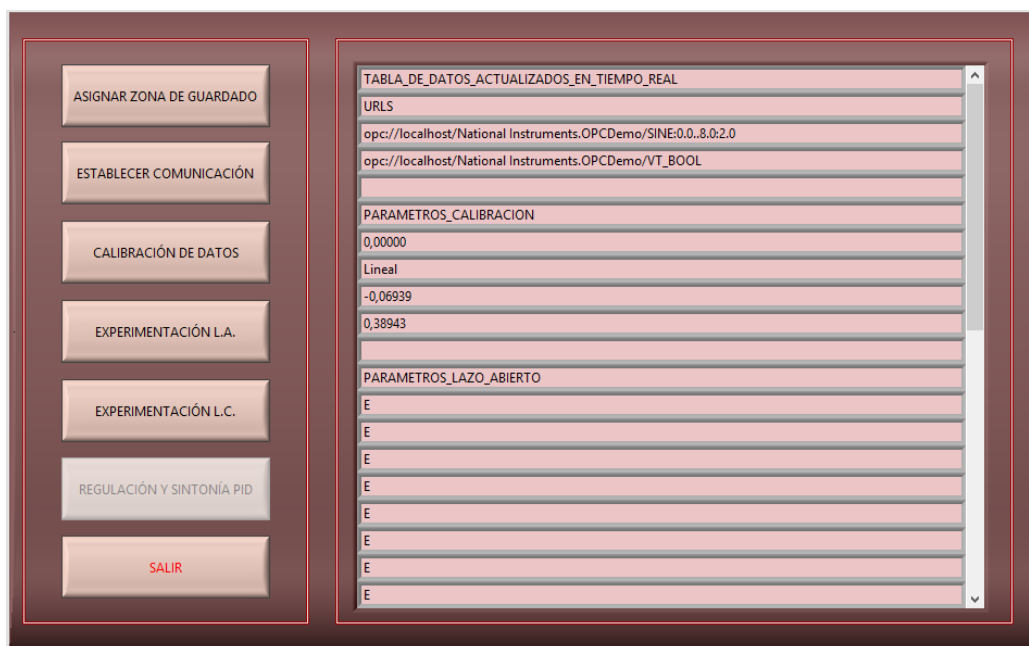 ASIGNAR ZONA DE GUARDADO
ESTABLECER COMUNICACIÓN
CALIBRACIÓN DE DATOS
EXPERIMENTACIÓN L.A.
EXPERIMENTACIÓN L.C.
REGULACIÓN Y SINTONÍA PID
SALIR
TABLA_DE_DATOS_ACTUALIZADOS_EN_TIEMPO_REAL
URLS
opc://localhost/National Instruments.OPCDemo/SINE:0.0..8.0:2.0
opc://localhost/National Instruments.OPCDemo/VT_BOOL
PARAMETROS_CALIBRACION
0,00000
Lineal
-0,06939
0,38943
PARAMETROS_LAZO_ABIERTO
E
E
E
E
E
E
E
E